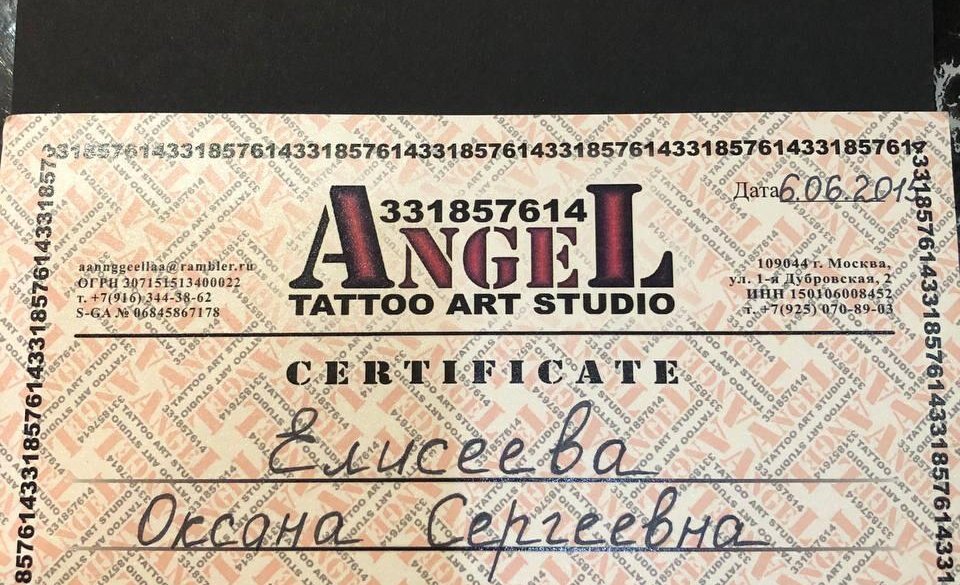 331857614331857614331857614331857614331857614331857614331857614
Дата 6.06.2015
331857614
ANGEL
TATTOO ART STUDIO
aannggeellaa@rambler.ru
ОГРН 307151513400022
т. +7(916) 344-38-62
S-GA № 06845867178
109044 г. Москва,
ул. 1-я Дубровская, 2
ИНН 150106008452
т. +7(925) 070-89-03
CERTIFICATE
Елисеева
Оксана Сергеевна